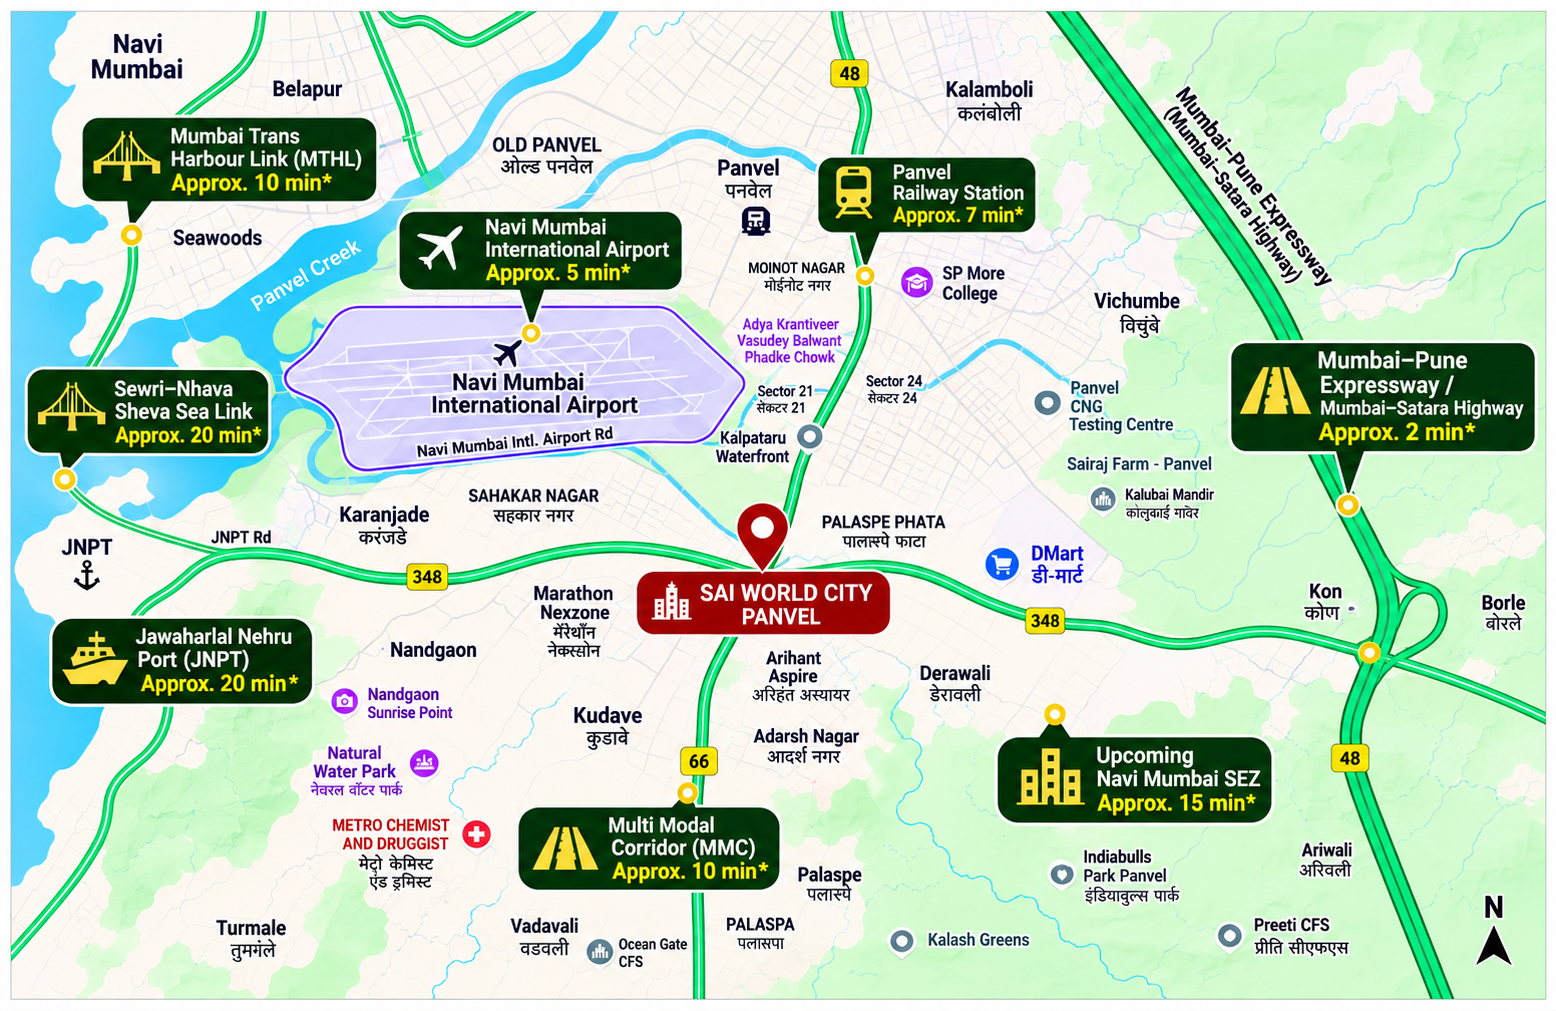 Navi
Mumbai
Belapur
48
Kalamboli
कलंबोली
Mumbai–Pune Expressway
(Mumbai–Satara Highway)
Mumbai Trans
Harbour Link (MTHL)
Approx. 10 min*
OLD PANVEL
ओल्ड पनवेल
Panvel
पनवेल
Panvel
Railway Station
Approx. 7 min*
Seawoods
Panvel Creek
Navi Mumbai
International Airport
Approx. 5 min*
MOINOT NAGAR
मोईनोट नगर
SP More
College
Vichumbe
विचुंबे
Adya Krantiveer
Vasudey Balwant
Phadke Chowk
Navi Mumbai
International Airport
Navi Mumbai Intl. Airport Rd
Sewri–Nhava
Sheva Sea Link
Approx. 20 min*
Sector 21
सेकटर 21
Sector 24
सेकटर 24
Panvel
CNG
Testing Centre
Mumbai–Pune
Expressway /
Mumbai–Satara Highway
Approx. 2 min*
Kalpataru
Waterfront
Sairaj Farm - Panvel
Kalubai Mandir
SAHAKAR NAGAR
सहकार नगर
Karanjade
करंजडे
JNPT Rd
JNPT
PALASPE PHATA
पालास्पे फाटा
DMart
डी-मार्ट
348
SAI WORLD CITY
PANVEL
348
Marathon
Nexzone
मॅरेथॉन
नेकस्झोन
Kon
कोण
Borle
बोरले
Jawaharlal Nehru
Port (JNPT)
Approx. 20 min*
Nandgaon
Arihant
Aspire
अरिहंत अस्पायर
Derawali
डेरावली
Nandgaon
Sunrise Point
Kudave
कुडावे
Adarsh Nagar
आदर्श नगर
Natural
Water Park
नेवरल वॉटर पार्क
66
Upcoming
Navi Mumbai SEZ
Approx. 15 min*
48
METRO CHEMIST
AND DRUGGIST
मेट्रो केमिस्ट
एंड ड्रगिस्ट
Multi Modal
Corridor (MMC)
Approx. 10 min*
Palaspe
पलास्पे
Indiabulls
Park Panvel
इंडियाबुल्स पार्क
Ariwali
अरिवली
Turmale
तुमगंले
Vadavali
वडवली
Ocean Gate
CFS
PALASPA
पलासपा
Kalash Greens
Preeti CFS
प्रीति सीएफएस
N